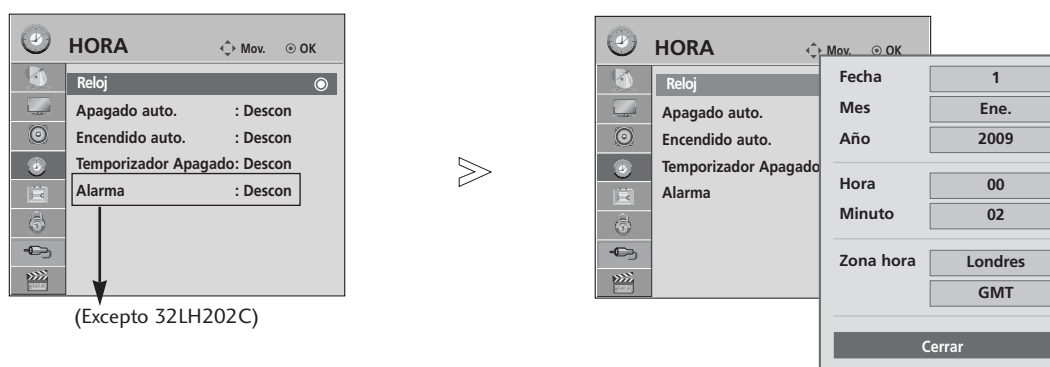 HORA Mov. OK
Reloj
Apagado auto. : Descon
Encendido auto. : Descon
Temporizador Apagado: Descon
Alarma : Descon
(Excepto 32LH202C)
HORA Mov. OK
Reloj
Apagado auto.
Encendido auto.
Temporizador Apagado
Alarma
Fecha 1
Mes Ene.
Año 2009
Hora 00
Minuto 02
Zona hora Londres
GMT
Cerrar